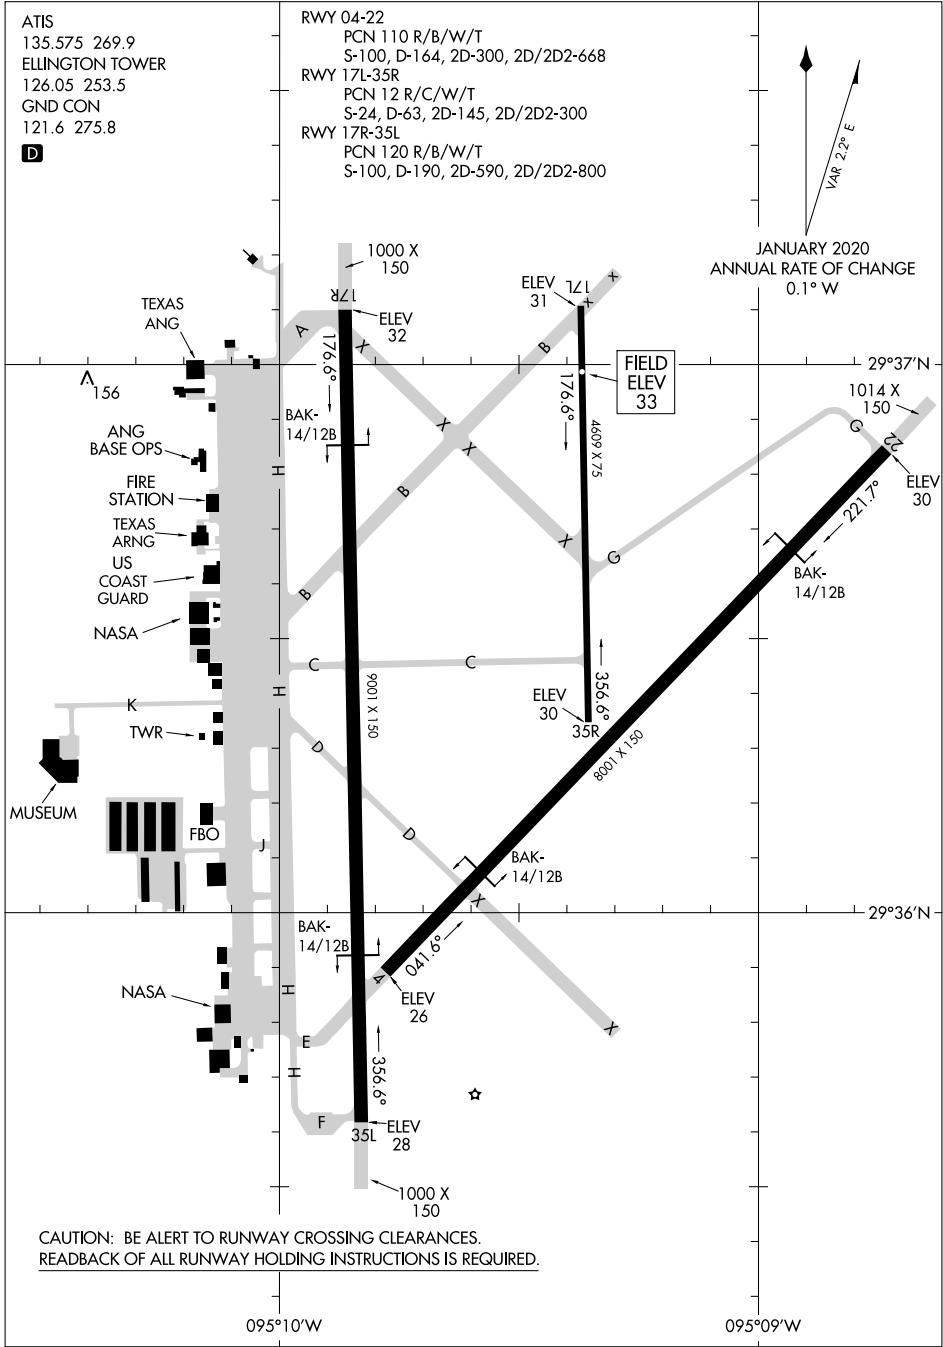 ATIS
135.575 269.9
ELLINGTON TOWER
126.05 253.5
GND CON
121.6 275.8
D
RWY 04-22
PCN 110 R/B/W/T
S-100, D-164, 2D-300, 2D/2D2-668
RWY 17L-35R
PCN 12 R/C/W/T
S-24, D-63, 2D-145, 2D/2D2-300
RWY 17R-35L
PCN 120 R/B/W/T
S-100, D-190, 2D-590, 2D/2D2-800
VAR 2.2° E
JANUARY 2020
ANNUAL RATE OF CHANGE
0.1° W
1000 X
150
17R
ELEV
32
A
X
176.6°
BAK-
14/12B
ELEV
31
17L
X
X
B
FIELD
ELEV
33
176.6°
4609 X 75
29°37'N
1014 X
150
G
22
ELEV
30
221.7°
BAK-
14/12B
TEXAS
ANG
156
ANG
BASE OPS
FIRE
STATION
TEXAS
ARNG
US
COAST
GUARD
NASA
H
X
X
B
X
G
B
C
C
H
K
TWR
MUSEUM
FBO
J
9001 X 150
D
ELEV
30
356.6°
35R
8001 X 150
D
BAK-
14/12B
X
29°36'N
BAK-
14/12B
041.9°
4
ELEV
26
NASA
H
E
H
X
356.6°
F
35L
ELEV
28
1000 X
150
CAUTION: BE ALERT TO RUNWAY CROSSING CLEARANCES.
READBACK OF ALL RUNWAY HOLDING INSTRUCTIONS IS REQUIRED.
095°10'W
095°09'W